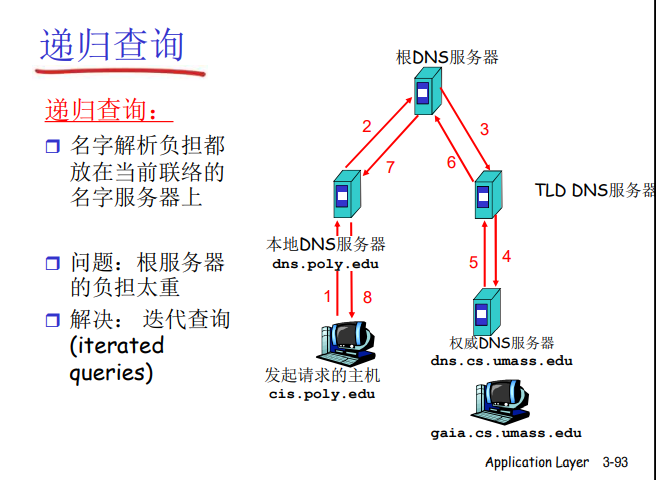 递归查询
递归查询：
名字解析负担都
放在当前联络的
名字服务器上
问题：根服务器
的负担太重
解决： 迭代查询
(iterated
queries)
根DNS服务器
2
3
7
6
TLD DNS服务器
本地DNS服务器
dns.poly.edu
5
4
1
8
权威DNS服务器
dns.cs.umass.edu
发起请求的主机
cis.poly.edu
gaia.cs.umass.edu
Application Layer 3-93